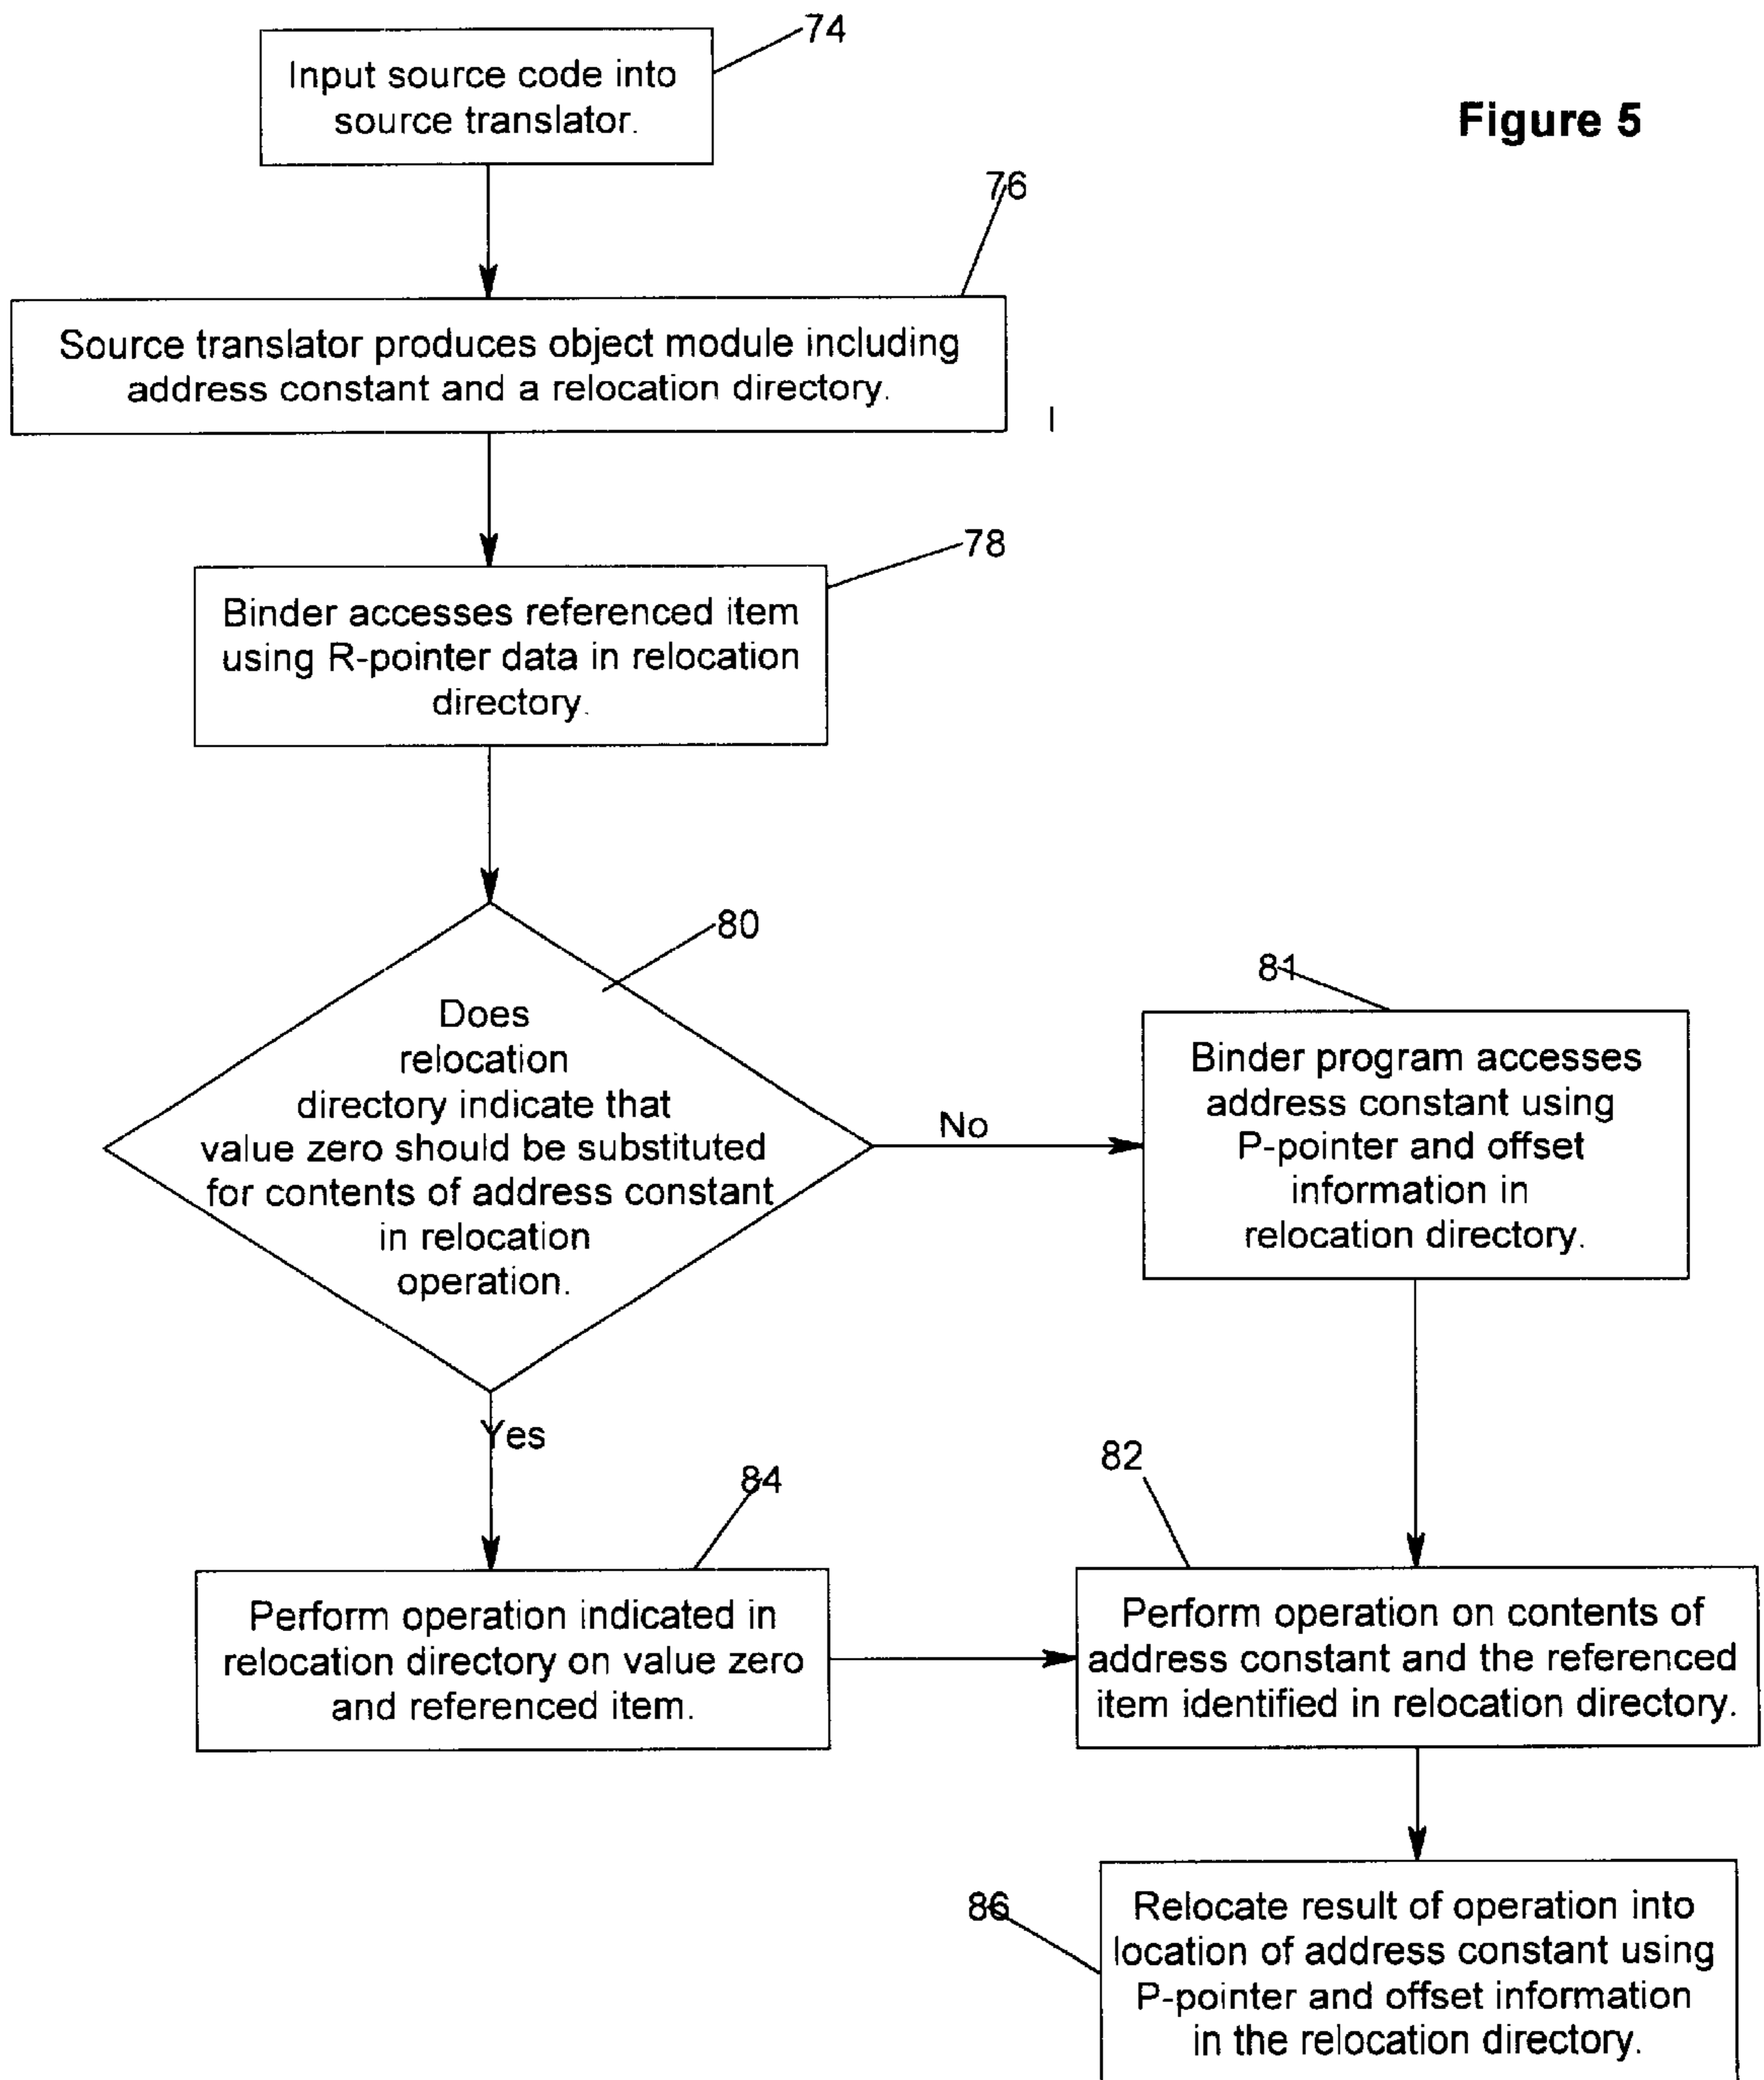 74
Input source code into
source translator.
Figure 5
76
Source translator produces object module including
address constant and a relocation directory.
78
Binder accesses referenced item
using R-pointer data in relocation
directory.
80
Does
relocation
directory indicate that
value zero should be substituted
for contents of address constant
in relocation
operation.
No
81
Binder program accesses
address constant using
P-pointer and offset
information in
relocation directory.
Yes
84
Perform operation indicated in
relocation directory on value zero
and referenced item.
82
Perform operation on contents of
address constant and the referenced
item identified in relocation directory.
86
Relocate result of operation into
location of address constant using
P-pointer and offset information
in the relocation directory.